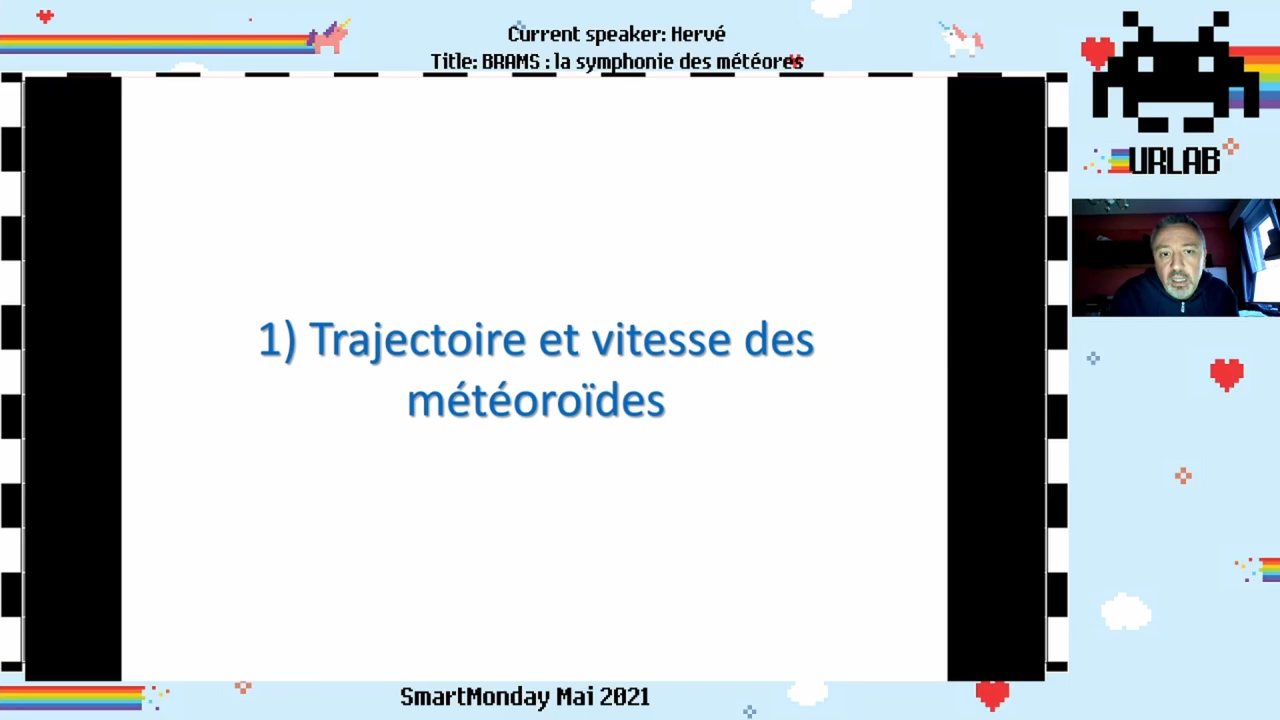 Current speaker: Hervé
Title: BRAMS : la symphonie des météores
URLAB
1) Trajectoire et vitesse des
météoroïdes
SmartMonday Mai 2021